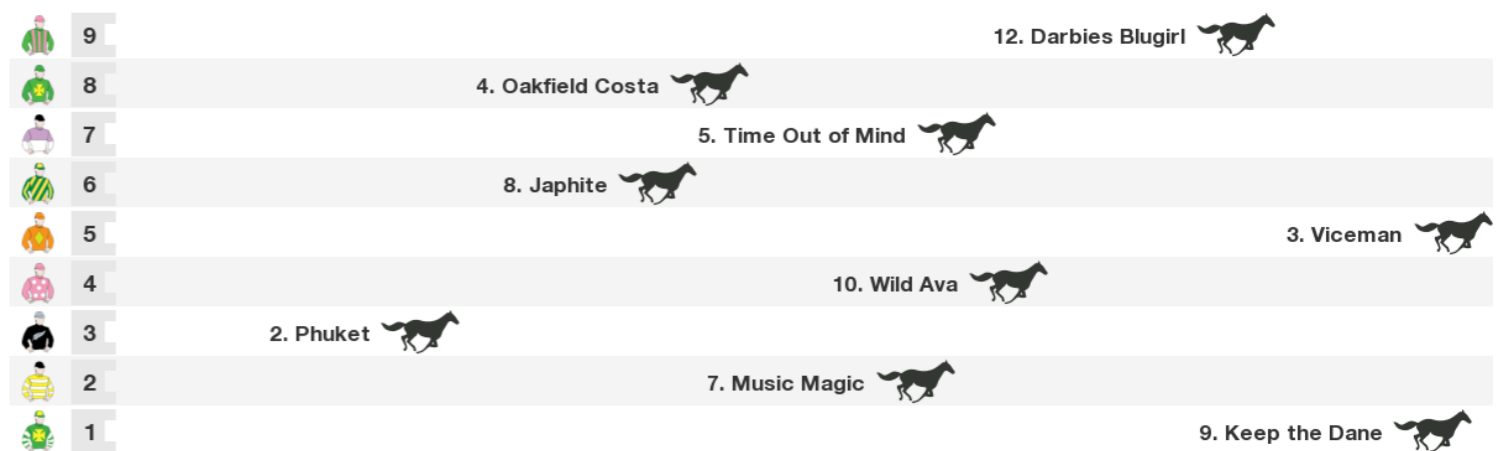 9 12. Darbies Blugirl
8 4. Oakfield Costa
7 5. Time Out of Mind
6 8. Japhite
5 3. Viceman
4 10. Wild Ava
3 2. Phuket
2 7. Music Magic
1 9. Keep the Dane